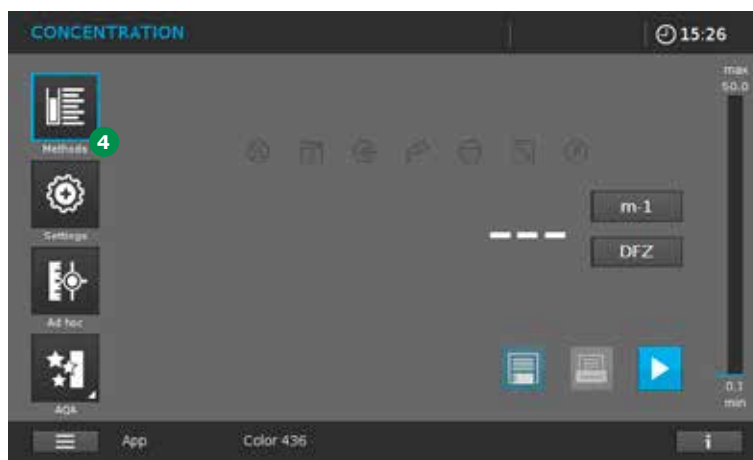 CONCENTRATION
15:26
max
50.0
Methods
4
m-1
Settings
DFZ
Ad hoc
0.1
min
AQA
App
Color 436
i